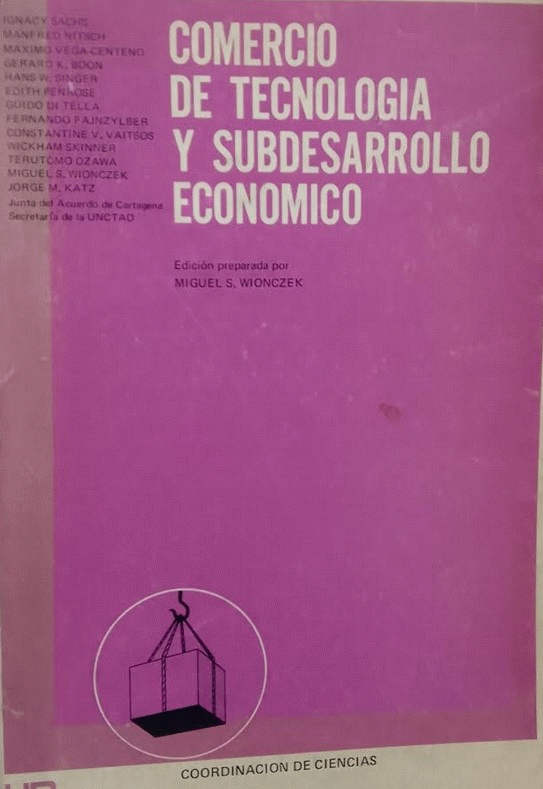 IGNACY SACHS
MANFRED NITSCH
MAXIMO VEGA-CENTENO
GERARD K. BOON
HANS W. SINGER
EDITH PENROSE
GUIDO DI TELLA
FERNANDO FAJNZYLBER
CONSTANTINE V. VAITSOS
WICKHAM SKINNER
TERUTOMO OZAWA
MIGUEL S. WIONCZEK
JORGE M. KATZ
Junta del Acuerdo de Cartagena
Secretaría de la UNCTAD
COMERCIO
DE TECNOLOGIA
Y SUBDESARROLLO
ECONOMICO
Edición preparada por
MIGUEL S. WIONCZEK
COORDINACION DE CIENCIAS